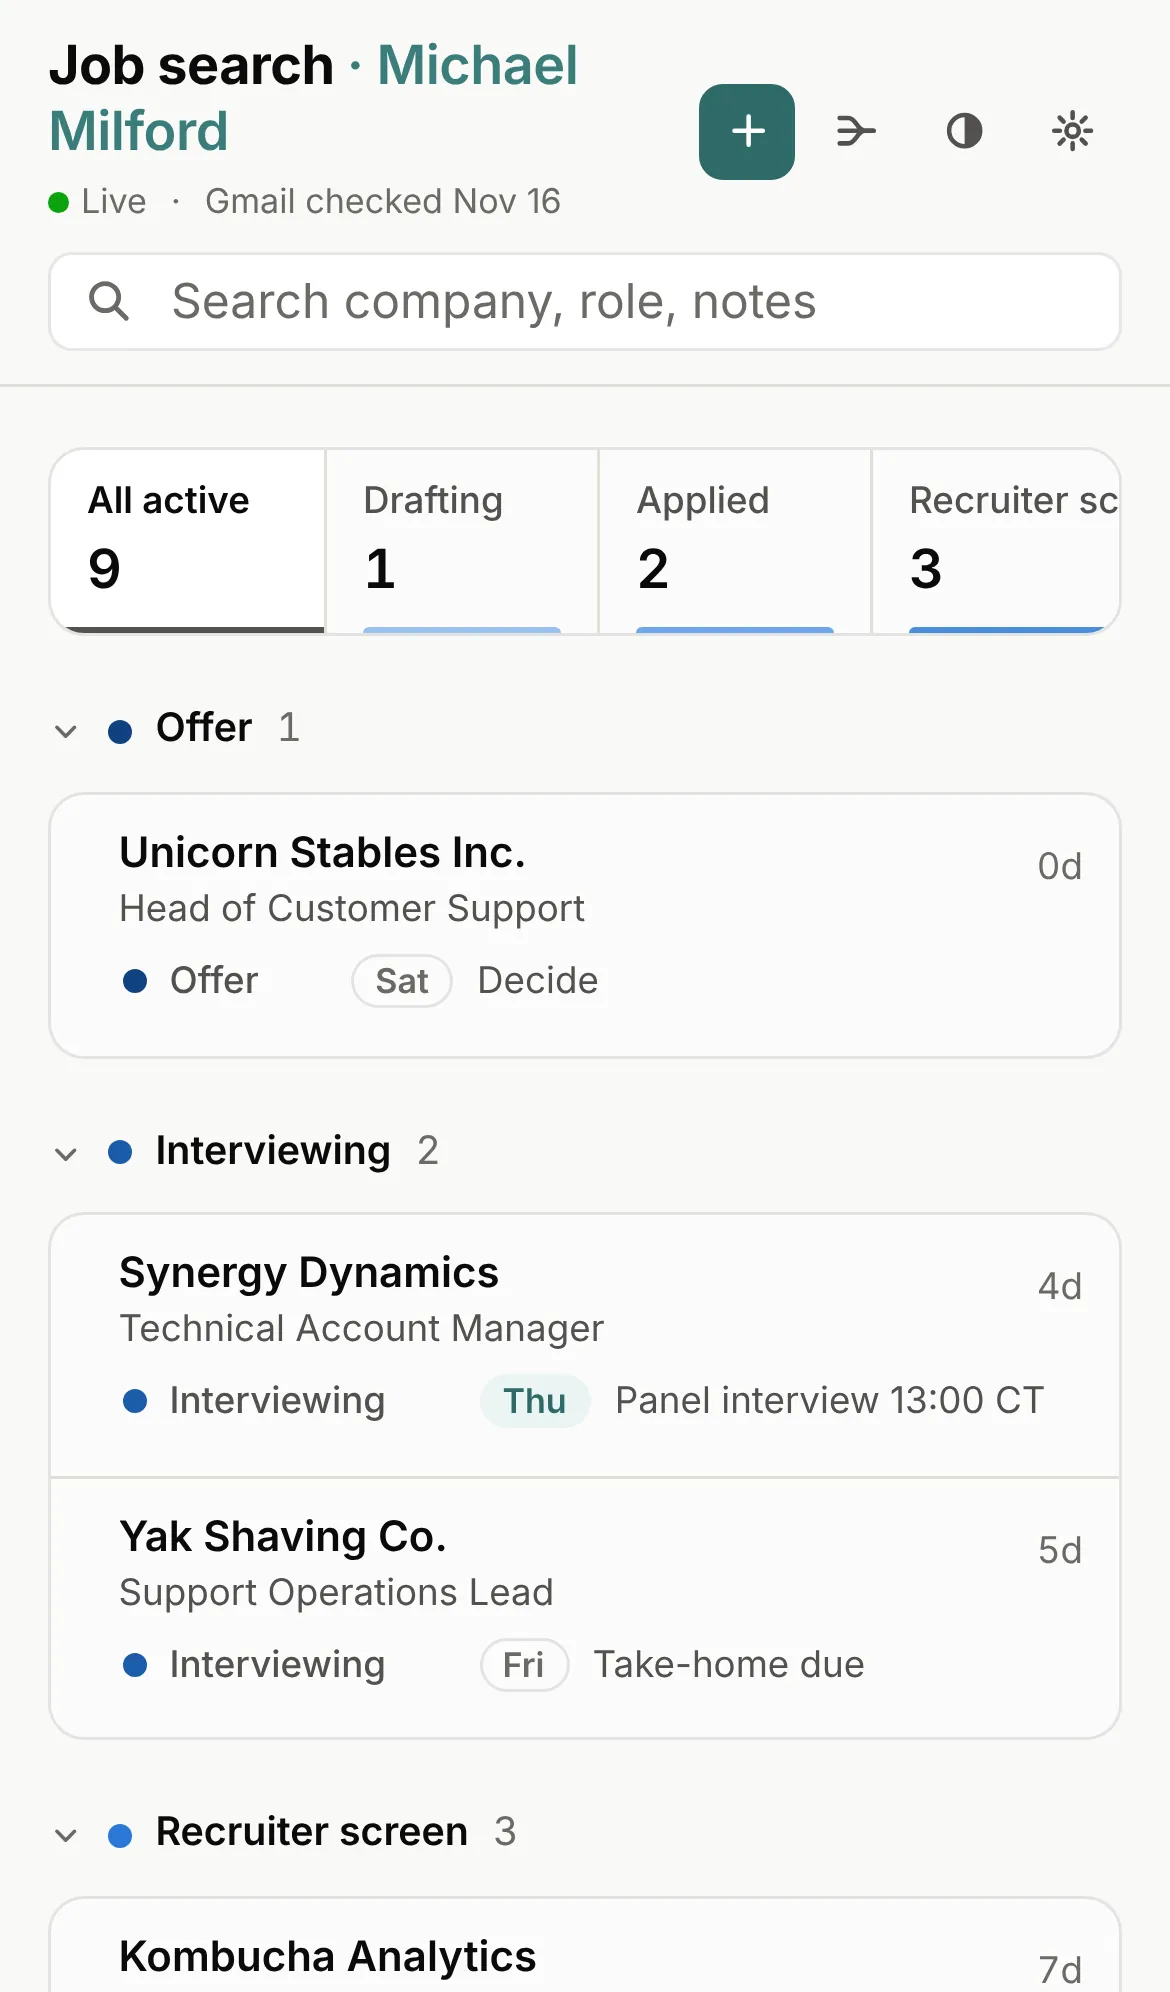 Job search · Michael
Milford
Live · Gmail checked Nov 16
Search company, role, notes
All active
9
Drafting
1
Applied
2
Recruiter sc
3
Offer 1
Unicorn Stables Inc.
0d
Head of Customer Support
Offer Sat Decide
Interviewing 2
Synergy Dynamics
4d
Technical Account Manager
Interviewing Thu Panel interview 13:00 CT
Yak Shaving Co.
5d
Support Operations Lead
Interviewing Fri Take-home due
Recruiter screen 3
Kombucha Analytics
7d